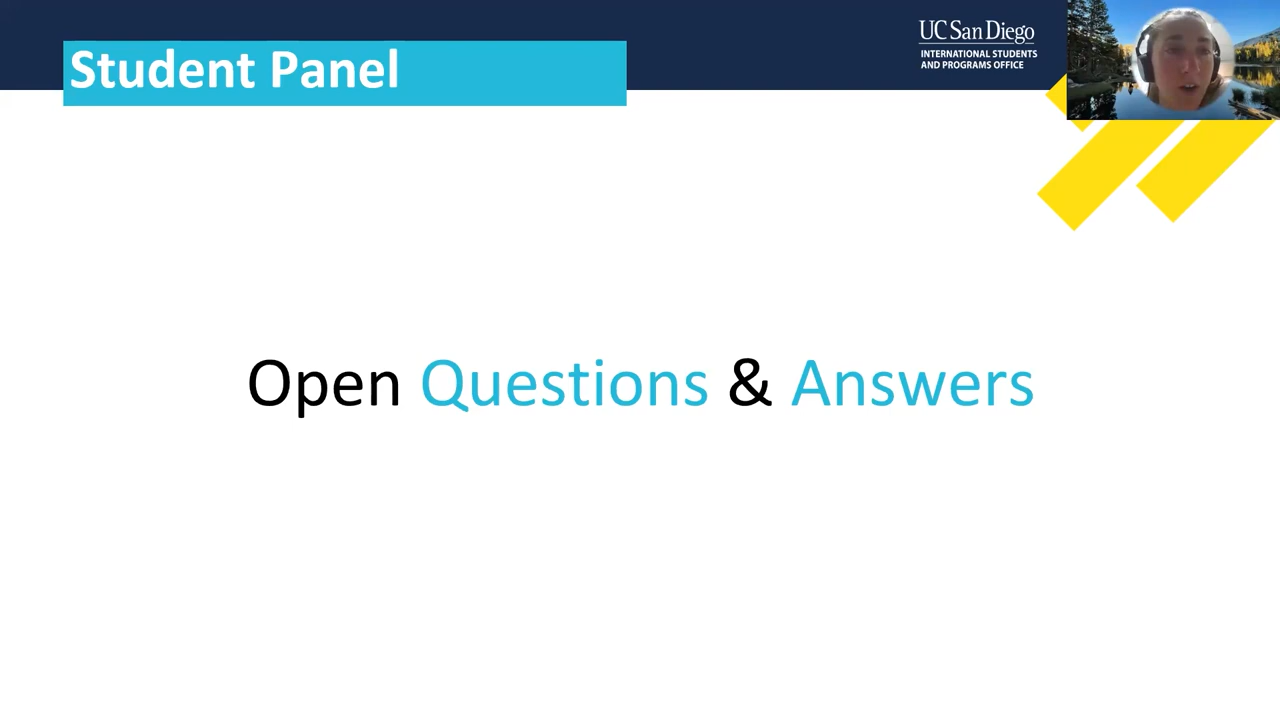 Student Panel
UC San Diego
INTERNATIONAL STUDENTS
AND PROGRAMS OFFICE
Open Questions & Answers